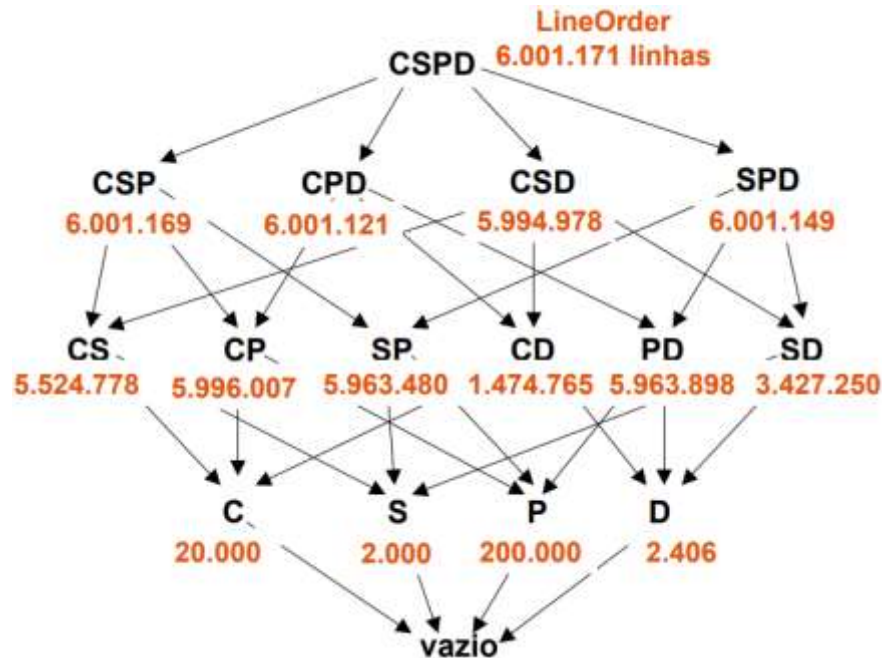 LineOrder
6.001.171 linhas
CSPD
CSP CPD CSD SPD
6.001.169 6.001.121 5.994.978 6.001.149
CS CP SP CD PD SD
5.524.778 5.996.007 5.963.480 1.474.765 5.963.898 3.427.250
C S P D
20.000 2.000 200.000 2.406
vazio